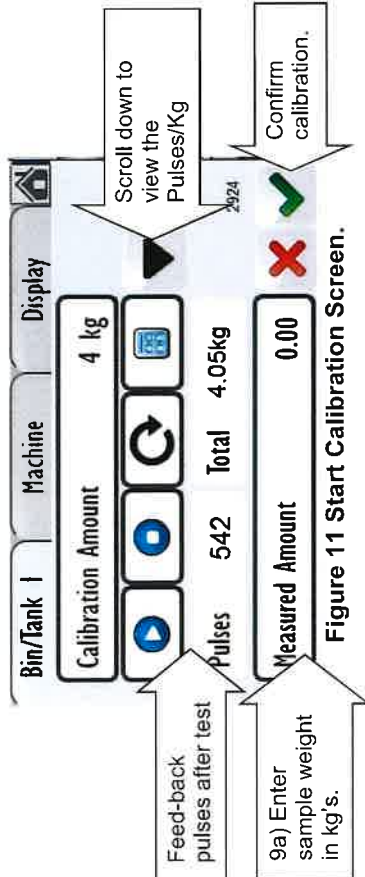 Bin/Tank 1 Machine Display
Calibration Amount 4 kg
Pulses 542 Total 4.05kg
2924
Measured Amount 0.00
Feed-back
pulses after test
9a) Enter
sample weight
in kg's.
Scroll down to
view the
Pulses/Kg
Confirm
calibration.
Figure 11 Start Calibration Screen.